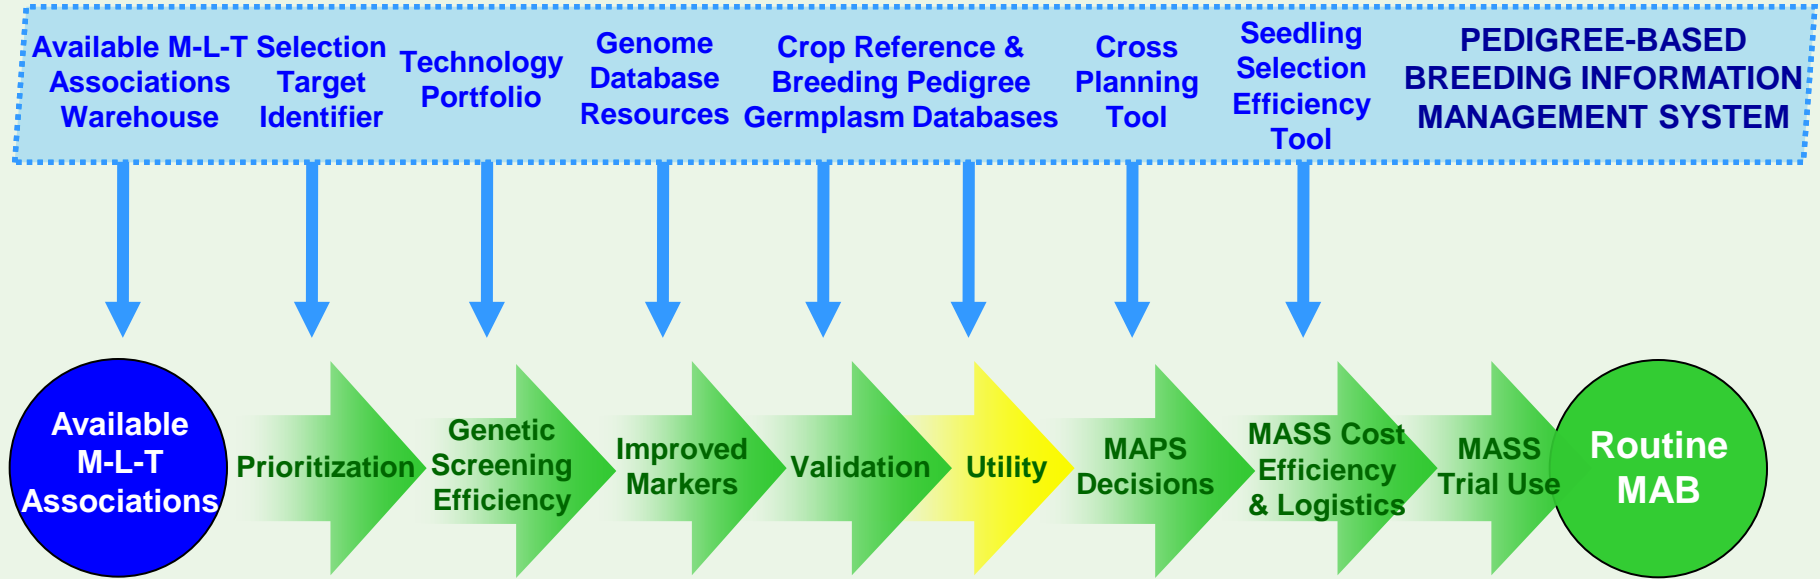 Available M-L-T
Associations
Warehouse
Selection
Target
Identifier
Technology
Portfolio
Genome
Database
Resources
Crop Reference &
Breeding Pedigree
Germplasm Databases
Cross
Planning
Tool
Seedling
Selection
Efficiency
Tool
PEDIGREE-BASED
BREEDING INFORMATION
MANAGEMENT SYSTEM
Available
M-L-T
Associations
Prioritization
Genetic
Screening
Efficiency
Improved
Markers
Validation
Utility
MAPS
Decisions
MASS Cost
Efficiency
& Logistics
MASS
Trial Use
Routine
MAB